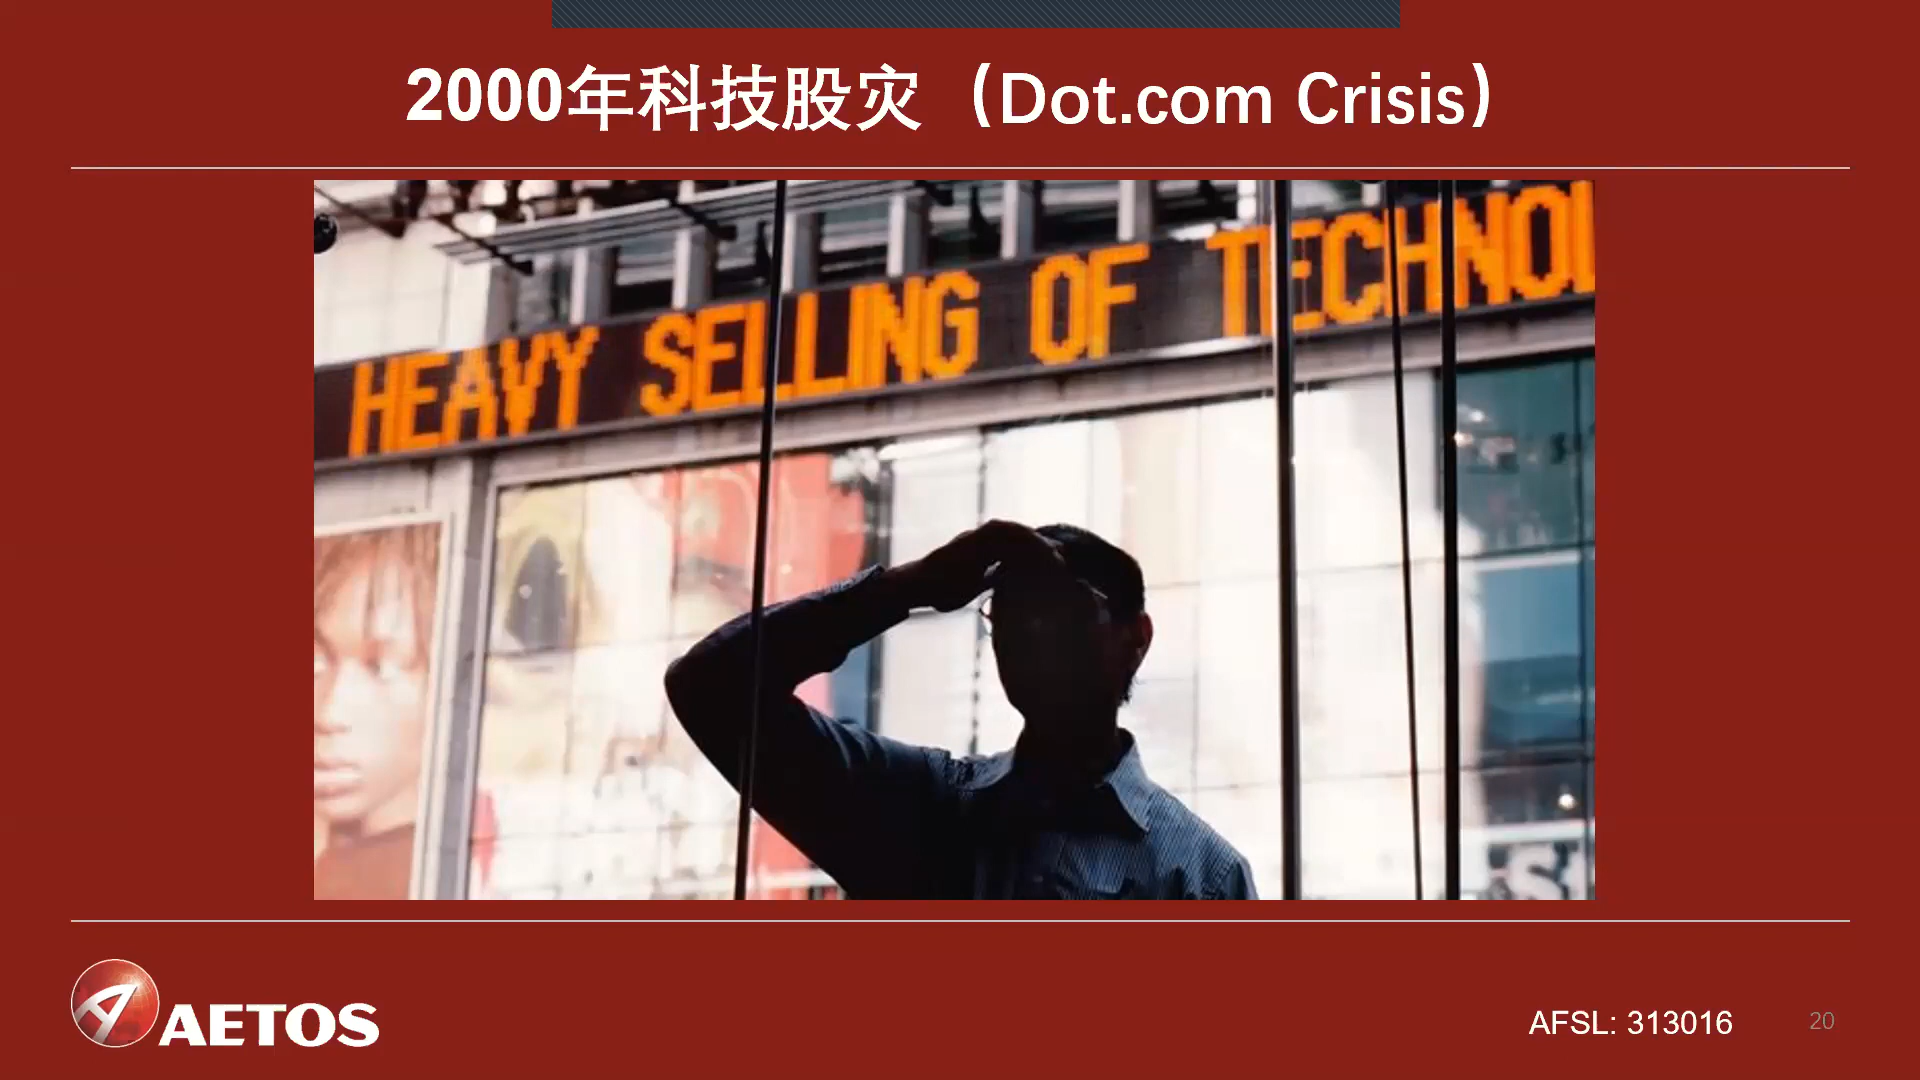 2000年科技股灾（Dot.com Crisis）
HEAVY SELLING OF TECHNOL
AETOS
AFSL: 313016
20